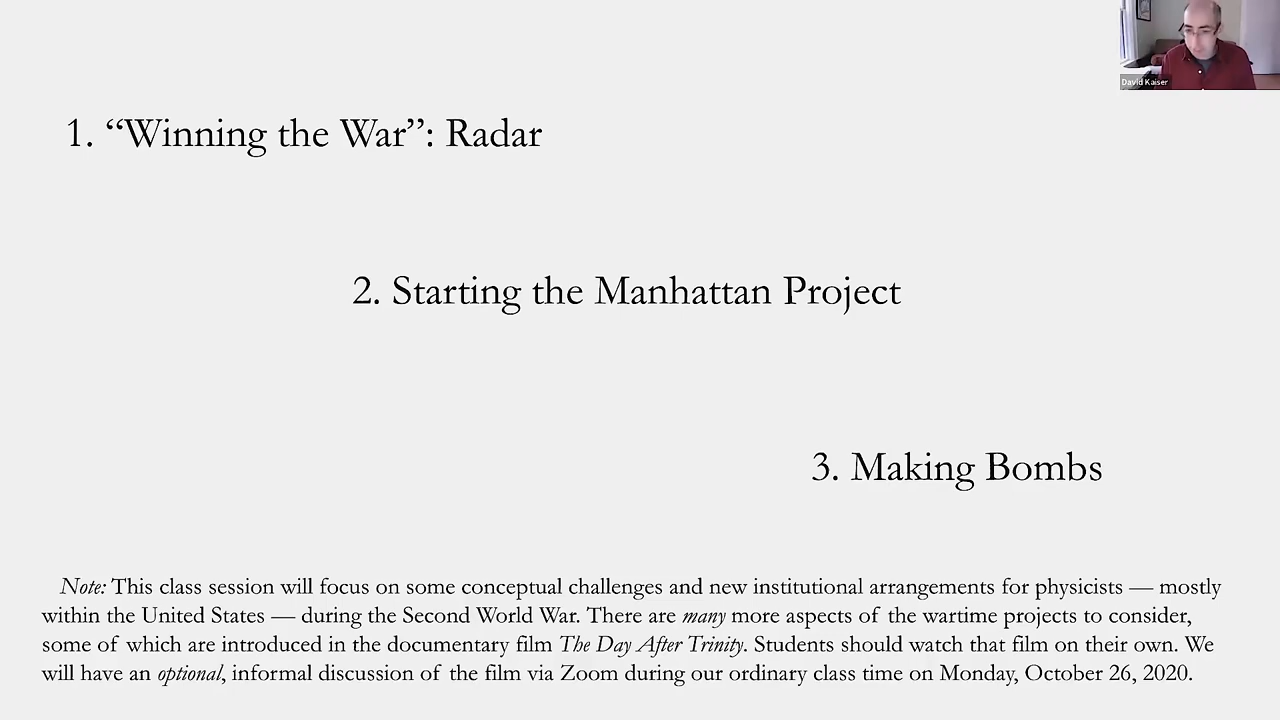 David Kaiser
1. “Winning the War”: Radar
2. Starting the Manhattan Project
3. Making Bombs
Note: This class session will focus on some conceptual challenges and new institutional arrangements for physicists — mostly
within the United States — during the Second World War. There are many more aspects of the wartime projects to consider,
some of which are introduced in the documentary film The Day After Trinity. Students should watch that film on their own. We
will have an optional, informal discussion of the film via Zoom during our ordinary class time on Monday, October 26, 2020.